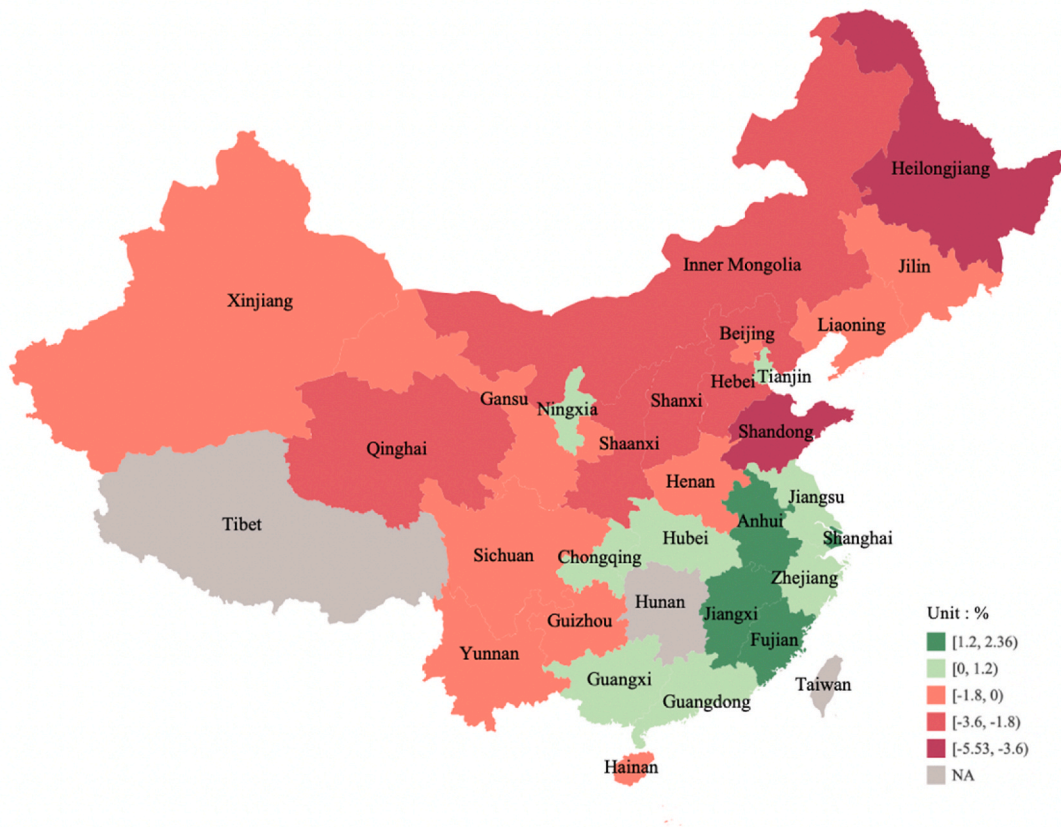 Heilongjiang
Inner Mongolia
Jilin
Xinjiang
Beijing
Liaoning
Hebei
Tianjin
Gansu
Ningxia
Shanxi
Shaanxi
Shandong
Qinghai
Henan
Jiangsu
Tibet
Anhui
Shanghai
Sichuan
Chongqing
Hubei
Zhejiang
Hunan
Jiangxi
Guizhou
Fujian
Yunnan
Guangxi
Guangdong
Taiwan
Hainan
Unit : %
[1.2, 2.36)
[0, 1.2)
[-1.8, 0)
[-3.6, -1.8)
[-5.53, -3.6)
NA